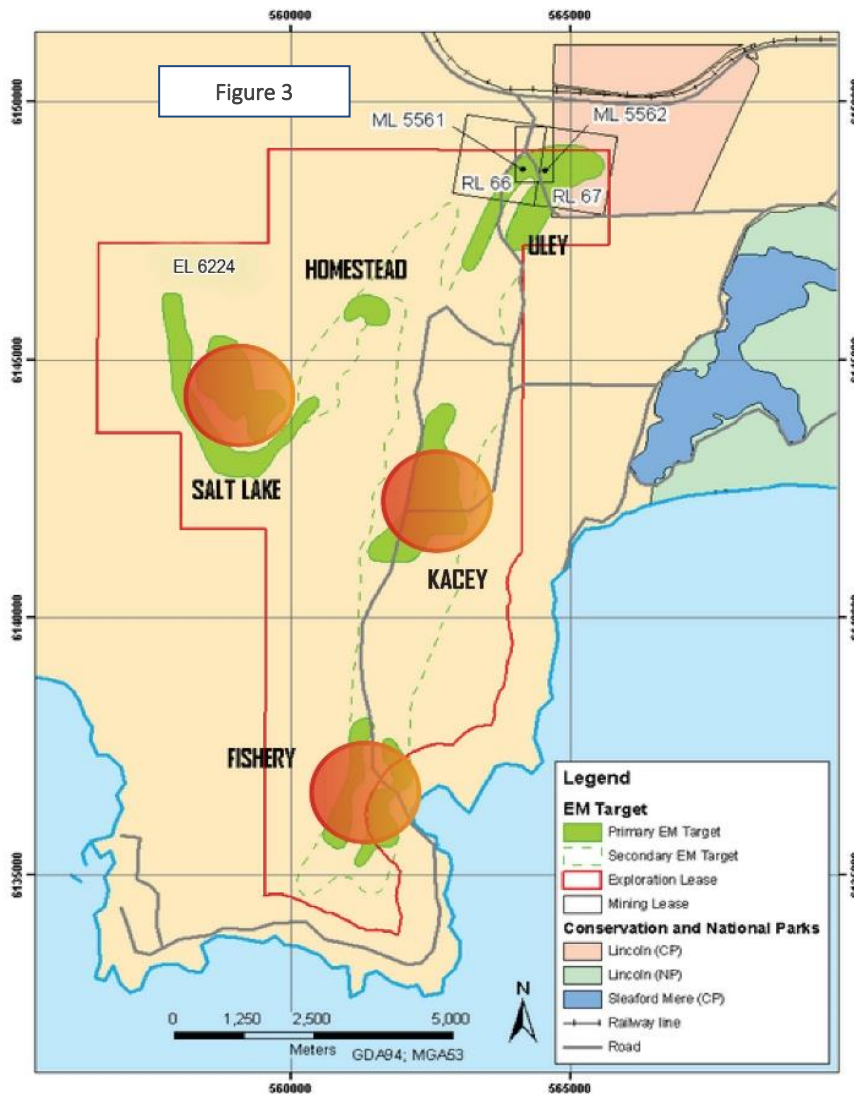 560000
565000
Figure 3
6150000
ML 5561
ML 5562
RL 66
RL 67
ULEY
EL 6224
HOMESTEAD
6145000
6145000
SALT LAKE
KACEY
6140000
6140000
FISHERY
6135000
Legend
EM Target
Primary EM Target
Secondary EM Target
Exploration Lease
Mining Lease
Conservation and National Parks
Lincoln (CP)
Lincoln (NP)
Sleaford Mere (CP)
Railway line
Road
N
0 1,250 2,500 5,000
Meters GDA94; MGA53
560000
565000